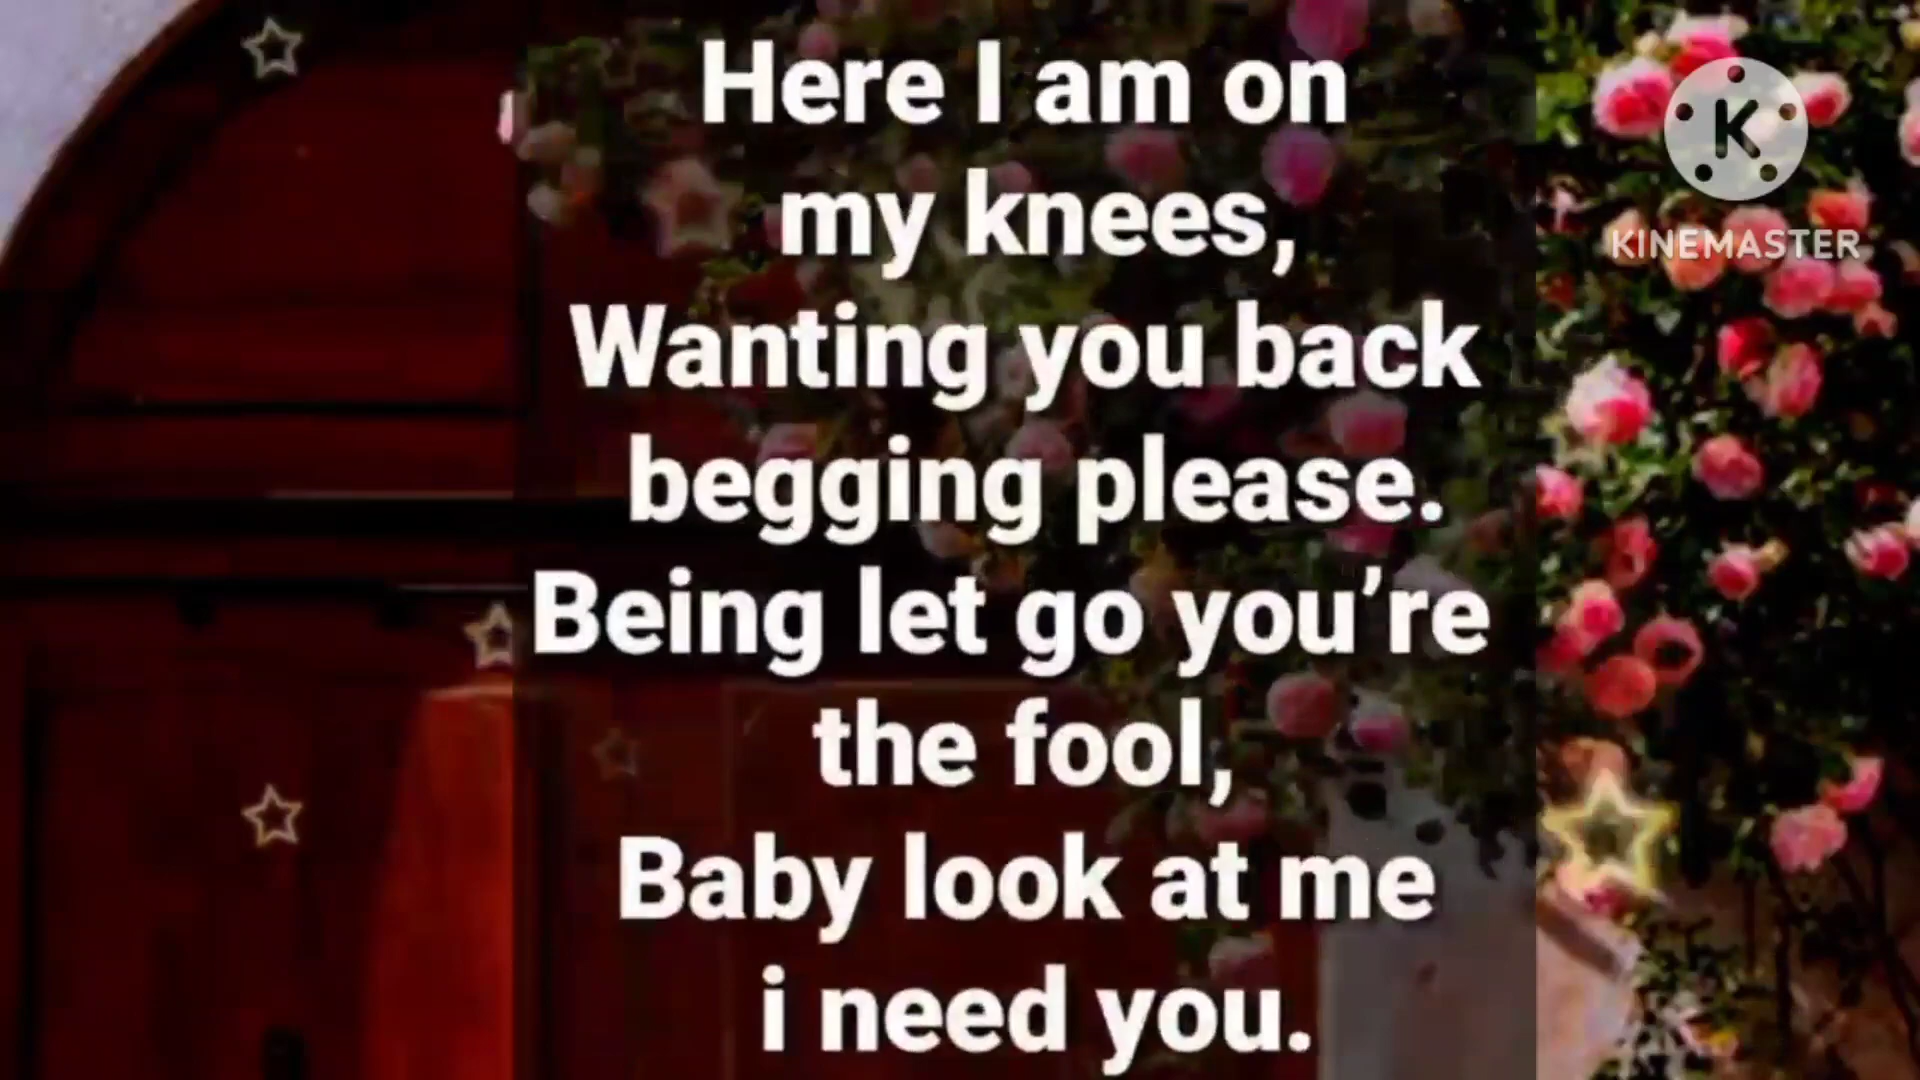 Here I am on
my knees,
Wanting you back
begging please.
Being let go you’re
the fool,
Baby look at me
i need you.
K
KINEMASTER